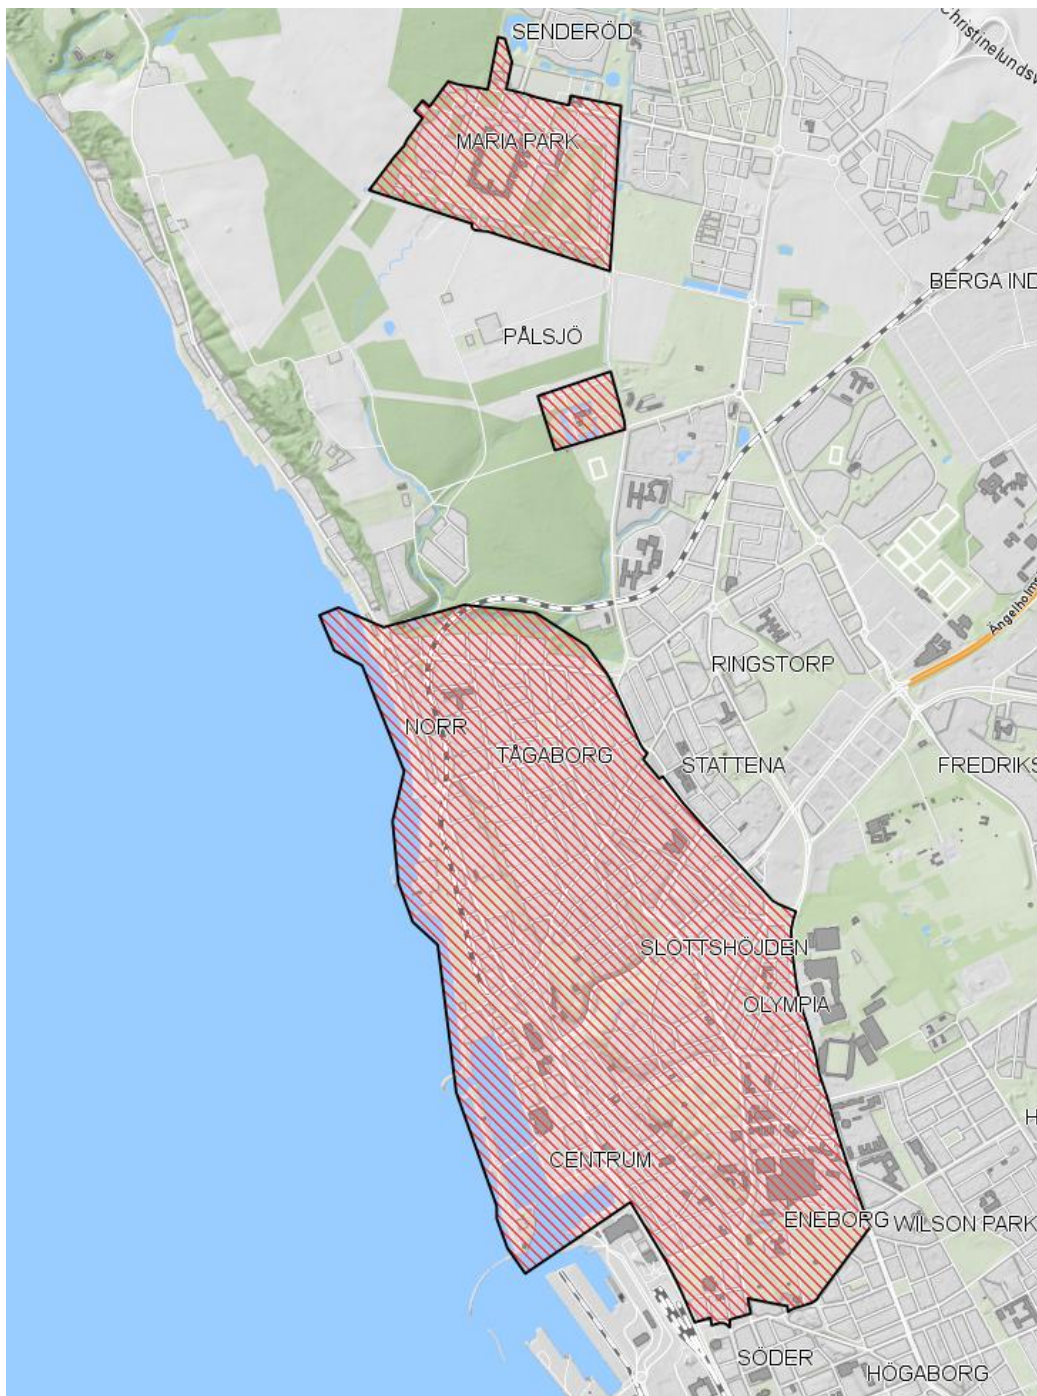 SENDERÖD
Christinelundsv
MARIA PARK
BERGA IND
PÅLSJÖ
Ängelholms
RINGSTORP
NORR
TÅGABORG
STATTENA
FREDRIKS
SLOTTSHÖJDEN
OLYMPIA
H
CENTRUM
ENEBORG
WILSON PARK
SÖDER
HÖGABORG